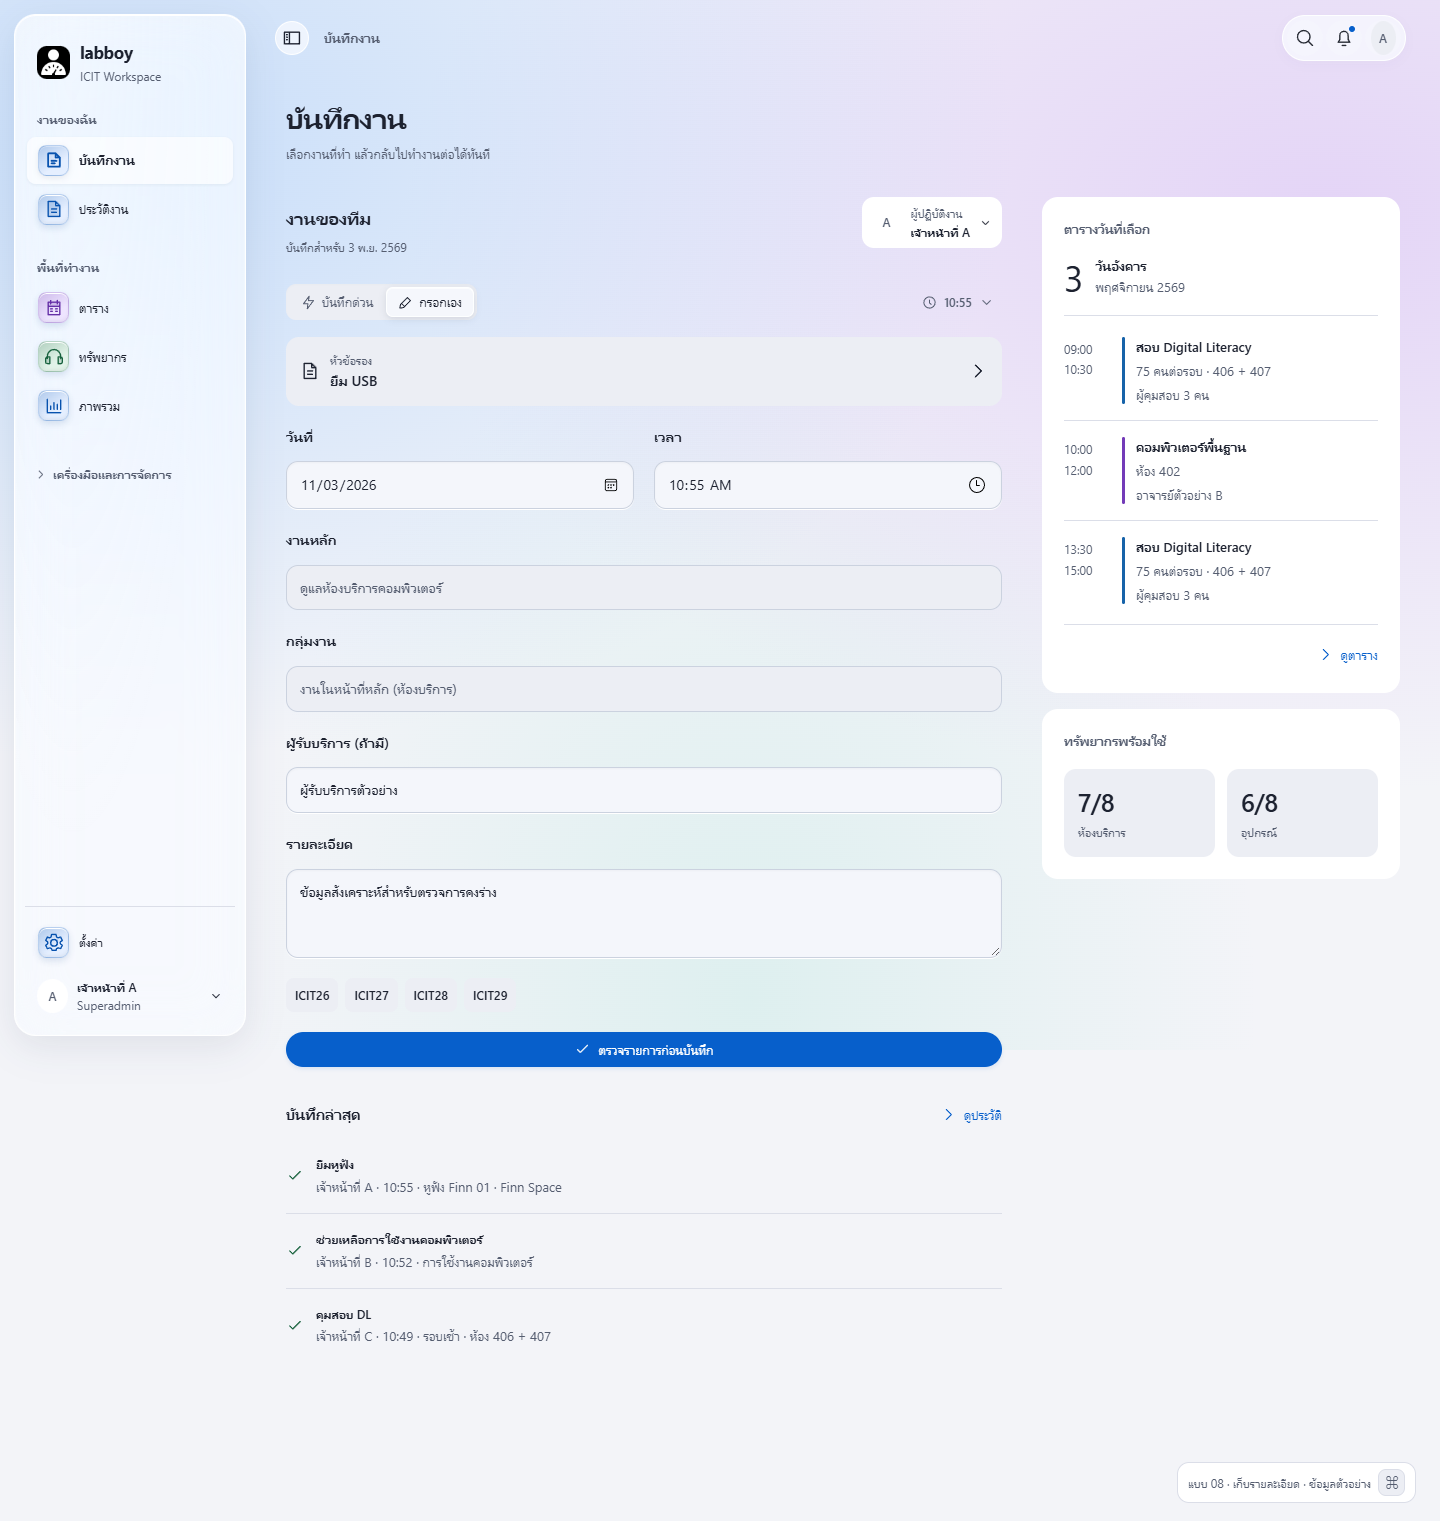 labboy
ICIT Workspace
งานของฉัน
บันทึกงาน
ประวัติงาน
พื้นที่ทำงาน
ตาราง
ทรัพยากร
ภาพรวม
เครื่องมือและการจัดการ
ตั้งค่า
A
เจ้าหน้าที่ A
Superadmin
บันทึกงาน
A
บันทึกงาน
เลือกงานที่ทำ แล้วกลับไปทำงานต่อได้ทันที
งานของทีม
บันทึกสำหรับ 3 พ.ย. 2569
A
ผู้ปฏิบัติงาน
เจ้าหน้าที่ A
บันทึกด่วน
กรอกเอง
10:55
หัวข้อรอง
ยืม USB
วันที่
เวลา
11/03/2026
10:55 AM
งานหลัก
ดูแลห้องบริการคอมพิวเตอร์
กลุ่มงาน
งานในหน้าที่หลัก (ห้องบริการ)
ผู้รับบริการ (ถ้ามี)
ผู้รับบริการตัวอย่าง
รายละเอียด
ข้อมูลสังเคราะห์สำหรับตรวจการคงร่าง
ICIT26
ICIT27
ICIT28
ICIT29
ตรวจรายการก่อนบันทึก
บันทึกล่าสุด
ดูประวัติ
ยืมหูฟัง
เจ้าหน้าที่ A · 10:55 · หูฟัง Finn 01 · Finn Space
ช่วยเหลือการใช้งานคอมพิวเตอร์
เจ้าหน้าที่ B · 10:52 · การใช้งานคอมพิวเตอร์
คุมสอบ DL
เจ้าหน้าที่ C · 10:49 · รอบเช้า · ห้อง 406 + 407
ตารางวันที่เลือก
3
วันอังคาร
พฤศจิกายน 2569
09:00
10:30
สอบ Digital Literacy
75 คนต่อรอบ · 406 + 407
ผู้คุมสอบ 3 คน
10:00
12:00
คอมพิวเตอร์พื้นฐาน
ห้อง 402
อาจารย์ตัวอย่าง B
13:30
15:00
สอบ Digital Literacy
75 คนต่อรอบ · 406 + 407
ผู้คุมสอบ 3 คน
ดูตาราง
ทรัพยากรพร้อมใช้
7/8
ห้องบริการ
6/8
อุปกรณ์
แบบ 08 · เก็บรายละเอียด · ข้อมูลตัวอย่าง
⌘